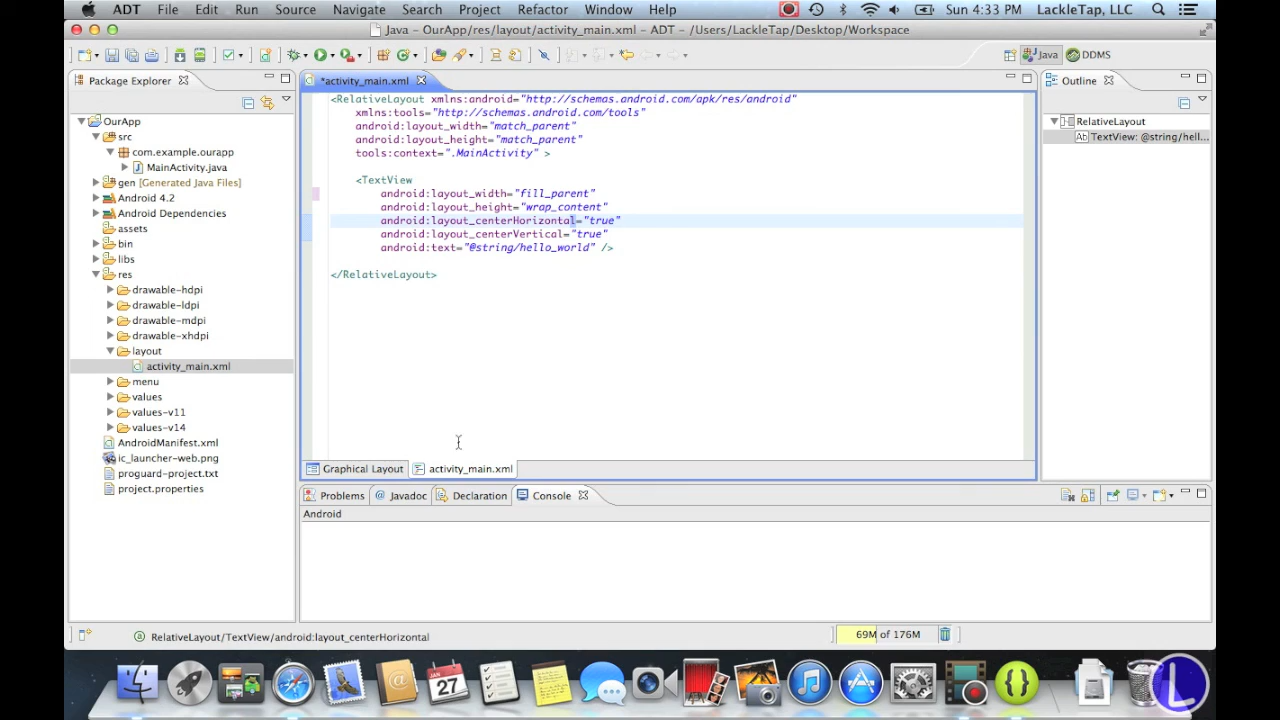 ADT File Edit Run Source Navigate Search Project Refactor Window Help Sun 4:33 PM LackleTap, LLC
Java – OurApp/res/layout/activity_main.xml – ADT – /Users/LackleTap/Desktop/Workspace
Java DDMS
Package Explorer
*activity_main.xml
Outline
OurApp
src
com.example.ourapp
MainActivity.java
gen [Generated Java Files]
Android 4.2
Android Dependencies
assets
bin
libs
res
drawable-hdpi
drawable-ldpi
drawable-mdpi
drawable-xhdpi
layout
activity_main.xml
menu
values
values-v11
values-v14
AndroidManifest.xml
ic_launcher-web.png
proguard-project.txt
project.properties
<RelativeLayout xmlns:android="http://schemas.android.com/apk/res/android"
xmlns:tools="http://schemas.android.com/tools"
android:layout_width="match_parent"
android:layout_height="match_parent"
tools:context=".MainActivity" >
<TextView
android:layout_width="fill_parent"
android:layout_height="wrap_content"
android:layout_centerHorizontal="true"
android:layout_centerVertical="true"
android:text="@string/hello_world" />
</RelativeLayout>
RelativeLayout
Ab TextView: @string/hell...
Graphical Layout activity_main.xml
Problems @ Javadoc Declaration Console
Android
RelativeLayout/TextView/android:layout_centerHorizontal
69M of 176M
JAN
27
L